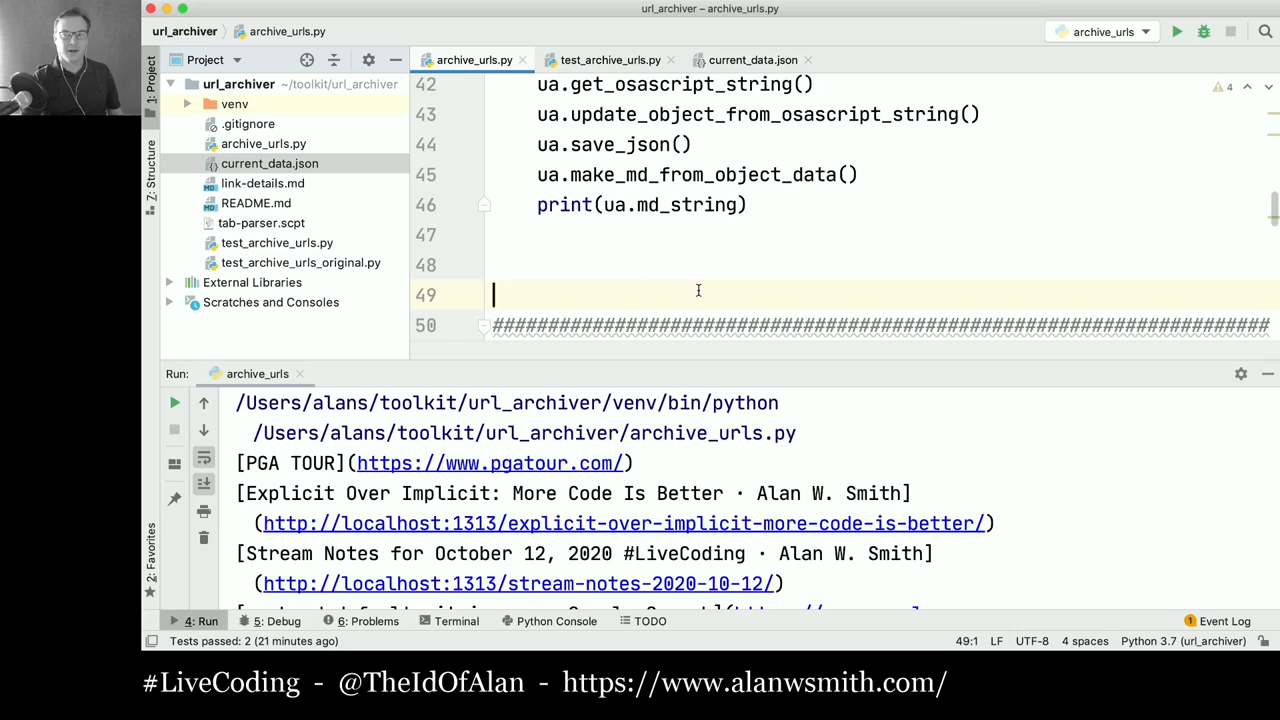 url_archiver – archive_urls.py
url_archiver
archive_urls.py
archive_urls
1: Project
Project
archive_urls.py
test_archive_urls.py
current_data.json
url_archiver ~/toolkit/url_archiver
venv
.gitignore
archive_urls.py
current_data.json
link-details.md
README.md
tab-parser.scpt
test_archive_urls.py
test_archive_urls_original.py
External Libraries
Scratches and Consoles
Z: Structure
42 ua.get_osascript_string()
43 ua.update_object_from_osascript_string()
44 ua.save_json()
45 ua.make_md_from_object_data()
46 print(ua.md_string)
47
48
49
50 ######################################################################
4
Run: archive_urls
/Users/alans/toolkit/url_archiver/venv/bin/python
/Users/alans/toolkit/url_archiver/archive_urls.py
[PGA TOUR](https://www.pgatour.com/)
[Explicit Over Implicit: More Code Is Better · Alan W. Smith]
(http://localhost:1313/explicit-over-implicit-more-code-is-better/)
[Stream Notes for October 12, 2020 #LiveCoding · Alan W. Smith]
(http://localhost:1313/stream-notes-2020-10-12/)
2: Favorites
4: Run
5: Debug
6: Problems
Terminal
Python Console
TODO
1 Event Log
Tests passed: 2 (21 minutes ago)
49:1 LF UTF-8 4 spaces Python 3.7 (url_archiver)
#LiveCoding - @TheIdOfAlan - https://www.alanwsmith.com/